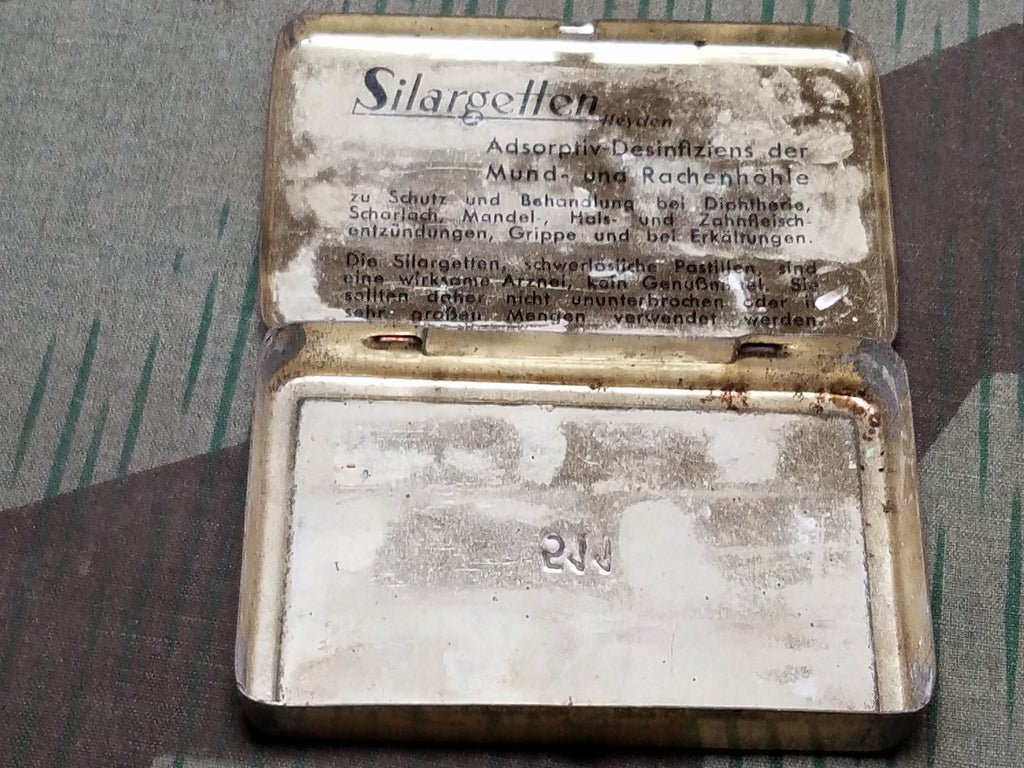 Silargetten
Heyden
Adsorptiv-Desinfiziens der
Mund- und Rachenhöhle
zu Schutz und Behandlung bei Diphtherie,
Scharlach, Mandel-, Hals- und Zahnfleisch-
entzündungen, Grippe und bei Erkältungen.
Die Silargetten, schwerlösliche Pastillen, sind
eine wirksame Arznei, kein Genußmittel. Sie
sollten daher nicht ununterbrochen oder in
sehr großen Mengen verwendet werden.